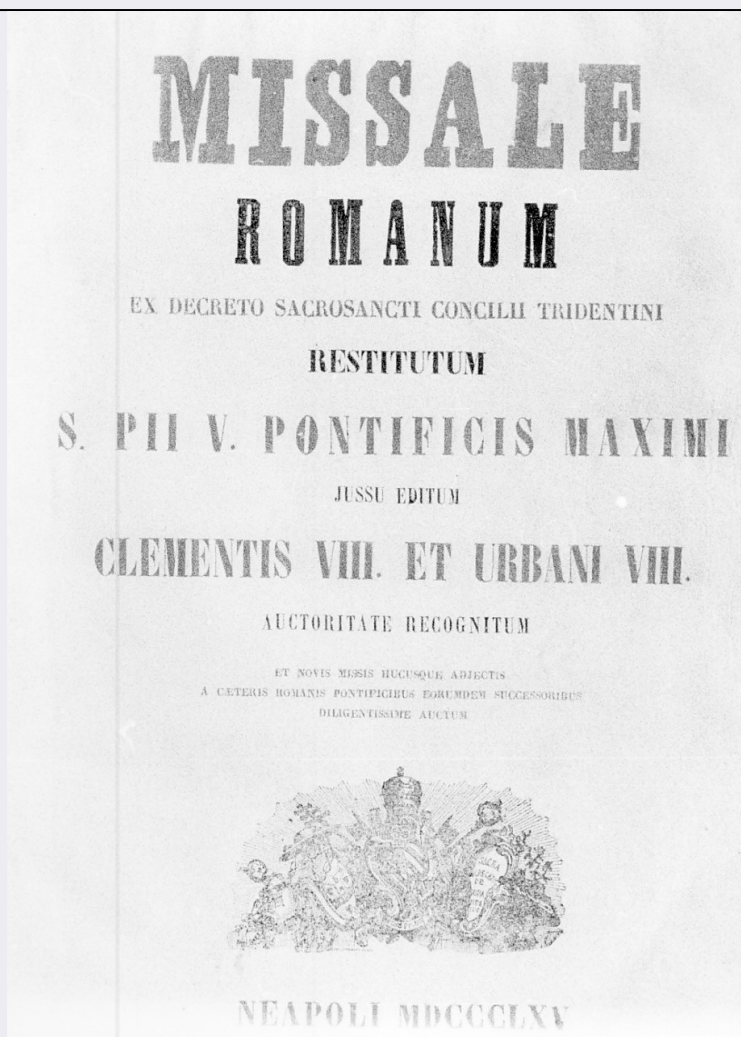 MISSALE
ROMANUM
EX DECRETO SACROSANCTI CONCILII TRIDENTINI
RESTITUTUM
S. PII V. PONTIFICIS MAXIMI
JUSSU EDITUM
CLEMENTIS VIII. ET URBANI VIII.
AUCTORITATE RECOGNITUM
ET NOVIS MISSIS HUCUSQUE ADJECTIS
A CÆTERIS ROMANIS PONTIFICIBUS EORUMDEM SUCCESSORIBUS
DILIGENTISSIME AUCTUM
NEAPOLI MDCCCLXV